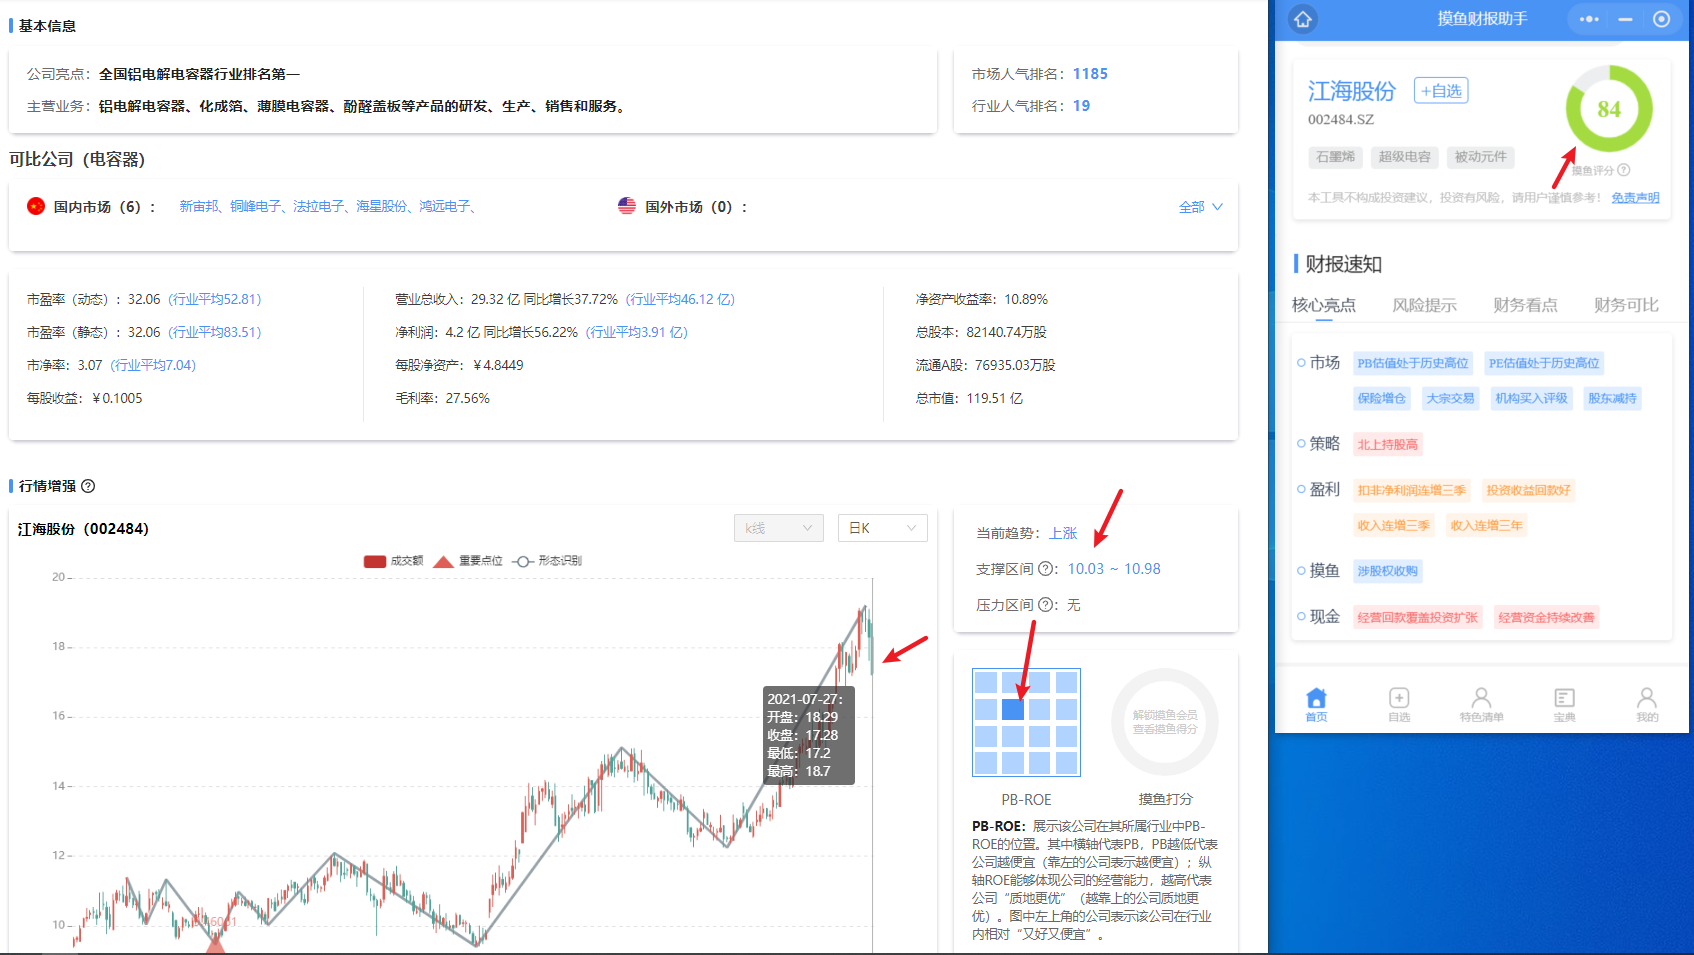 基本信息
公司亮点：全国铝电解电容器行业排名第一
主营业务：铝电解电容器、化成箔、薄膜电容器、酚醛盖板等产品的研发、生产、销售和服务。
市场人气排名：1185
行业人气排名：19
可比公司（电容器）
国内市场（6）：
新宙邦、铜峰电子、法拉电子、海星股份、鸿远电子、
国外市场（0）：
全部
市盈率（动态）：32.06（行业平均52.81）
市盈率（静态）：32.06（行业平均83.51）
市净率：3.07（行业平均7.04）
每股收益：￥0.1005
营业总收入：29.32 亿 同比增长37.72%（行业平均46.12 亿）
净利润：4.2 亿 同比增长56.22%（行业平均3.91 亿）
每股净资产：￥4.8449
毛利率：27.56%
净资产收益率：10.89%
总股本：82140.74万股
流通A股：76935.03万股
总市值：119.51 亿
行情增强 ?
江海股份（002484）
k线
日K
成交额
重要点位
形态识别
20
18
16
14
12
10
2021-07-27：
开盘：18.29
收盘：17.28
最低：17.2
最高：18.7
当前趋势：上涨
支撑区间 ?：10.03 ~ 10.98
压力区间 ?：无
PB-ROE
解锁摸鱼会员
查看摸鱼得分
摸鱼打分
PB-ROE：展示该公司在其所属行业中PB-
ROE的位置。其中横轴代表PB，PB越低代表
公司越便宜（靠左的公司表示越便宜）；纵
轴ROE能够体现公司的经营能力，越高代表
公司“质地更优”（越靠上的公司质地更
优）。图中左上角的公司表示该公司在行业
内相对“又好又便宜”。
摸鱼财报助手
江海股份
+自选
002484.SZ
84
石墨烯
超级电容
被动元件
摸鱼评分 ?
本工具不构成投资建议，投资有风险，请用户谨慎参考！ 免责声明
财报速知
核心亮点
风险提示
财务看点
财务可比
市场
PB估值处于历史高位
PE估值处于历史高位
保险增仓
大宗交易
机构买入评级
股东减持
策略
北上持股高
盈利
扣非净利润连增三季
投资收益回款好
收入连增三季
收入连增三年
摸鱼
涉股权收购
现金
经营回款覆盖投资扩张
经营资金持续改善
首页
自选
特色清单
宝典
我的